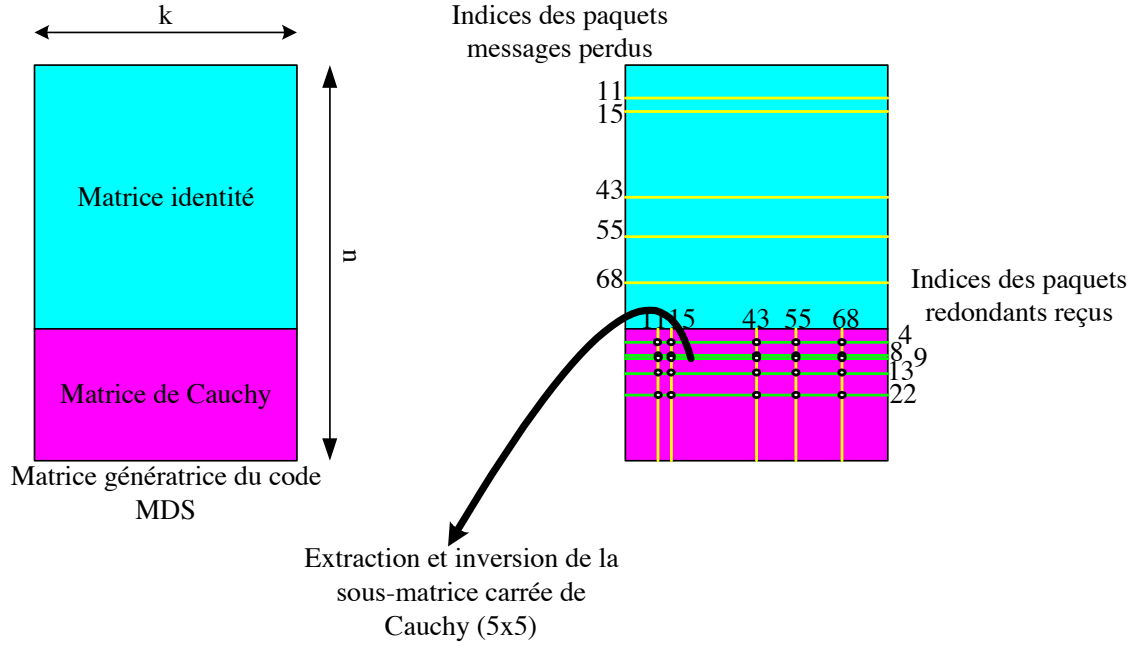 k
Matrice identité
n
Matrice de Cauchy
Matrice génératrice du code
MDS
Indices des paquets
messages perdus
11
15
43
55
68
11 15 43 55 68
Indices des paquets
redondants reçus
4
8 9
13
22
Extraction et inversion de la
sous-matrice carrée de
Cauchy (5x5)